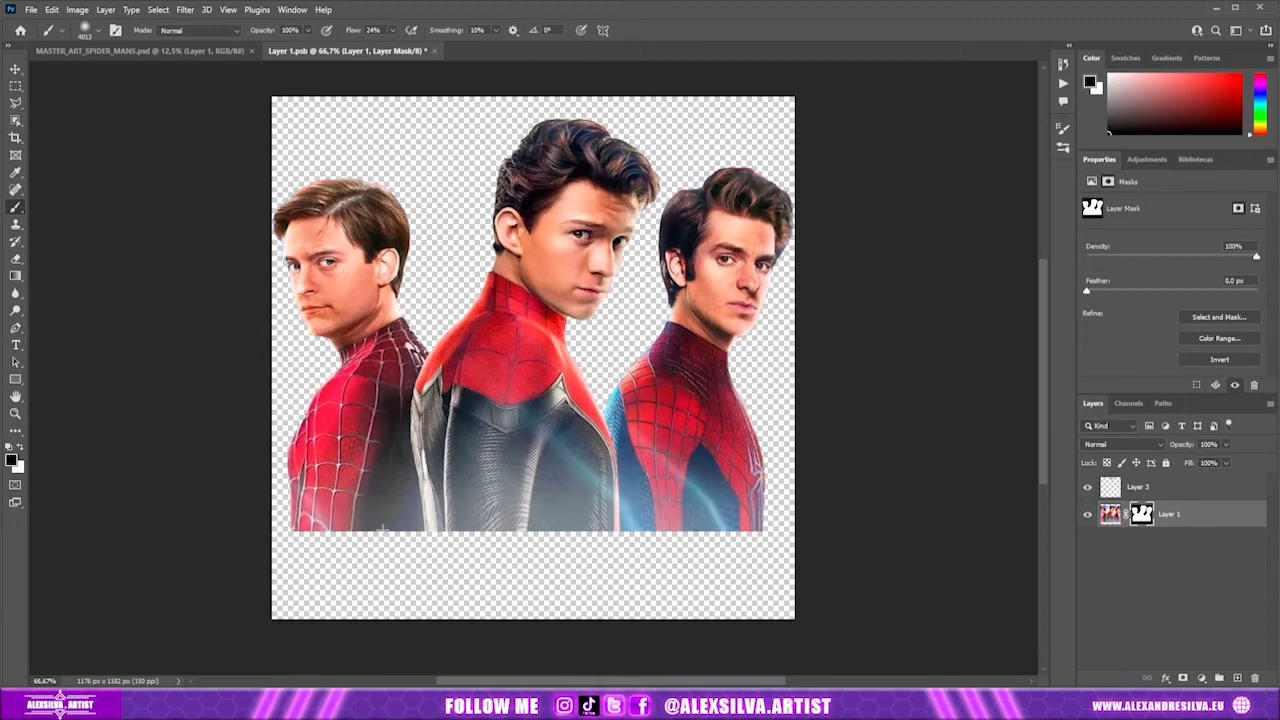 Ps File Edit Image Layer Type Select Filter 3D View Plugins Window Help
4013 Mode: Normal Opacity: 100% Flow: 24% Smoothing: 10% 0°
MASTER_ART_SPIDER_MANS.psd @ 12,5% (Layer 1, RGB/8#) × Layer 1.psb @ 66,7% (Layer 1, Layer Mask/8) * ×
Color Swatches Gradients Patterns
Properties Adjustments Bibliotecas
Masks
Layer Mask
Density: 100%
Feather: 0.0 px
Refine: Select and Mask...
Color Range...
Invert
Layers Channels Paths
Kind
Normal Opacity: 100%
Lock: Fill: 100%
Layer 3
Layer 1
66,67% 1176 px x 1182 px (150 ppi)
ALEXSILVA.ARTIST
FOLLOW ME @ALEXSILVA.ARTIST
WWW.ALEXANDRESILVA.EU